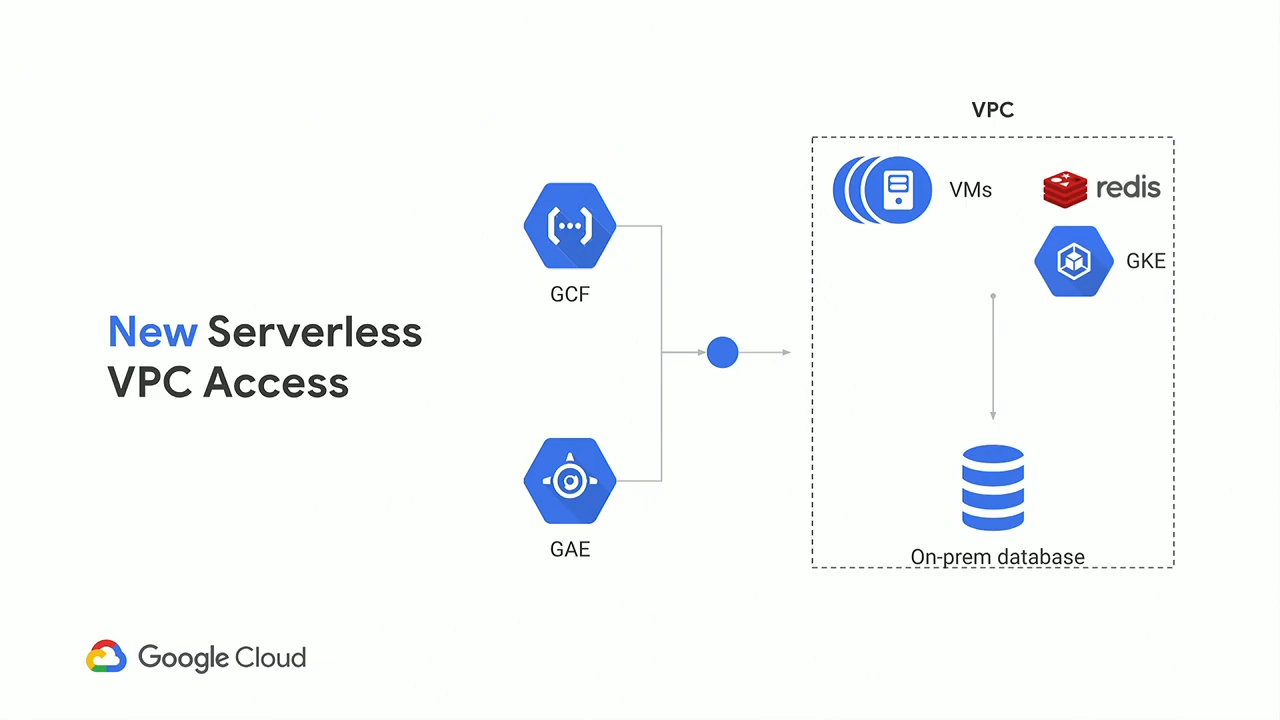 New Serverless
VPC Access
GCF
GAE
VPC
VMs
redis
GKE
On-prem database
Google Cloud